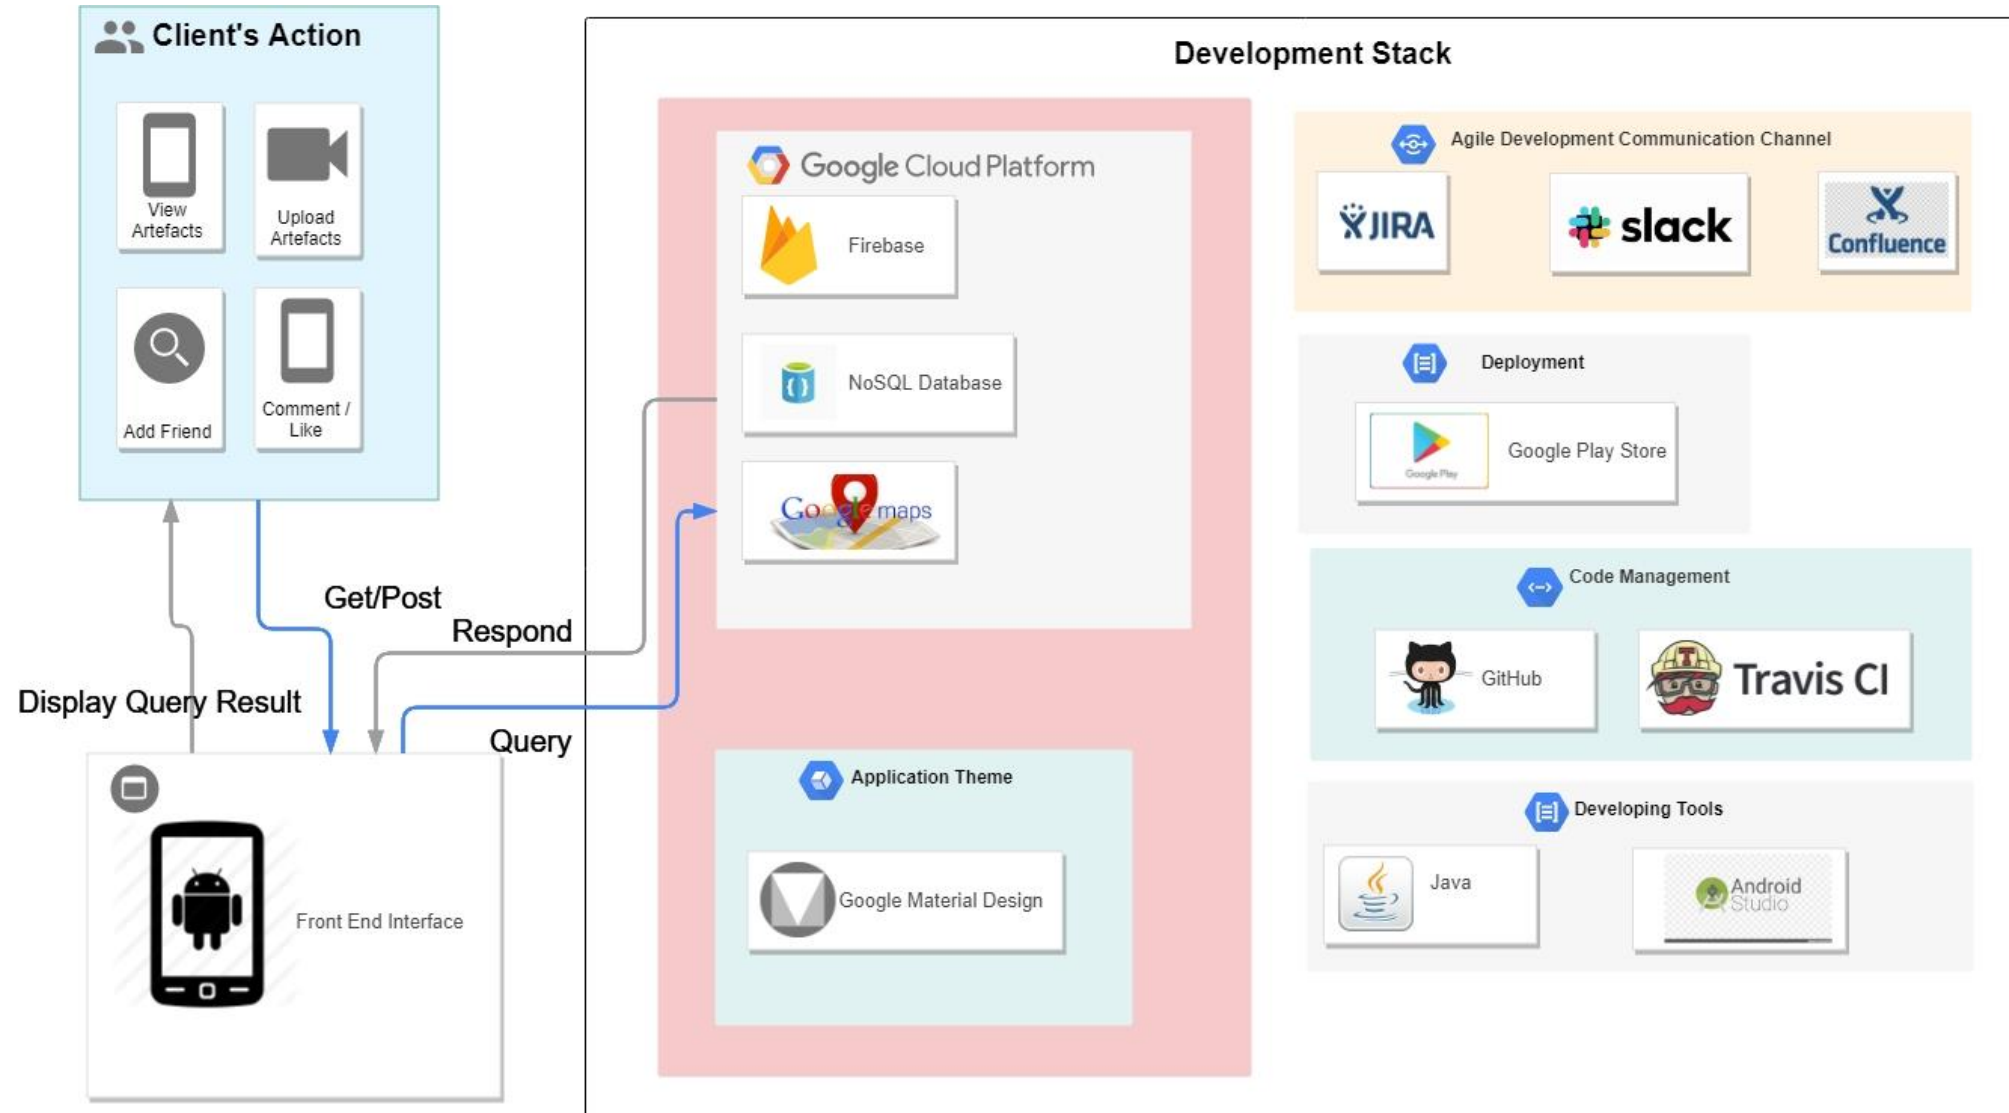 Client's Action
View
Artefacts
Upload
Artefacts
Add Friend
Comment /
Like
Get/Post
Respond
Display Query Result
Query
Front End Interface
Development Stack
Google Cloud Platform
Firebase
NoSQL Database
Google maps
Application Theme
Google Material Design
Agile Development Communication Channel
JIRA
slack
Confluence
Deployment
Google Play
Google Play Store
Code Management
GitHub
Travis CI
Developing Tools
Java
Android
Studio